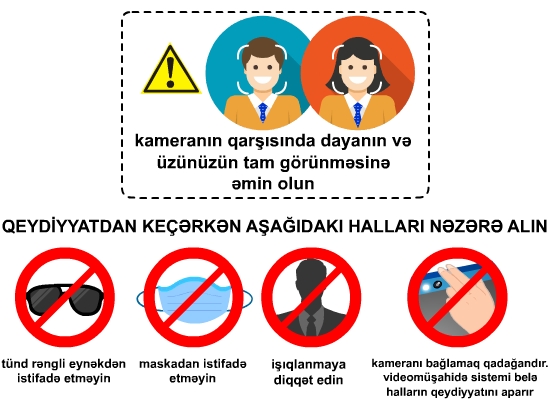 kameranın qarşısında dayanın və
üzünüzün tam görünməsinə
əmin olun
QEYDİYYATDAN KEÇƏRKƏN AŞAĞIDAKI HALLARI NƏZƏRƏ ALIN
tünd rəngli eynəkdən
istifadə etməyin
maskadan istifadə
etməyin
işıqlanmaya
diqqət edin
kameranı bağlamaq qadağandır.
videomüşahidə sistemi belə
halların qeydiyyatını aparır